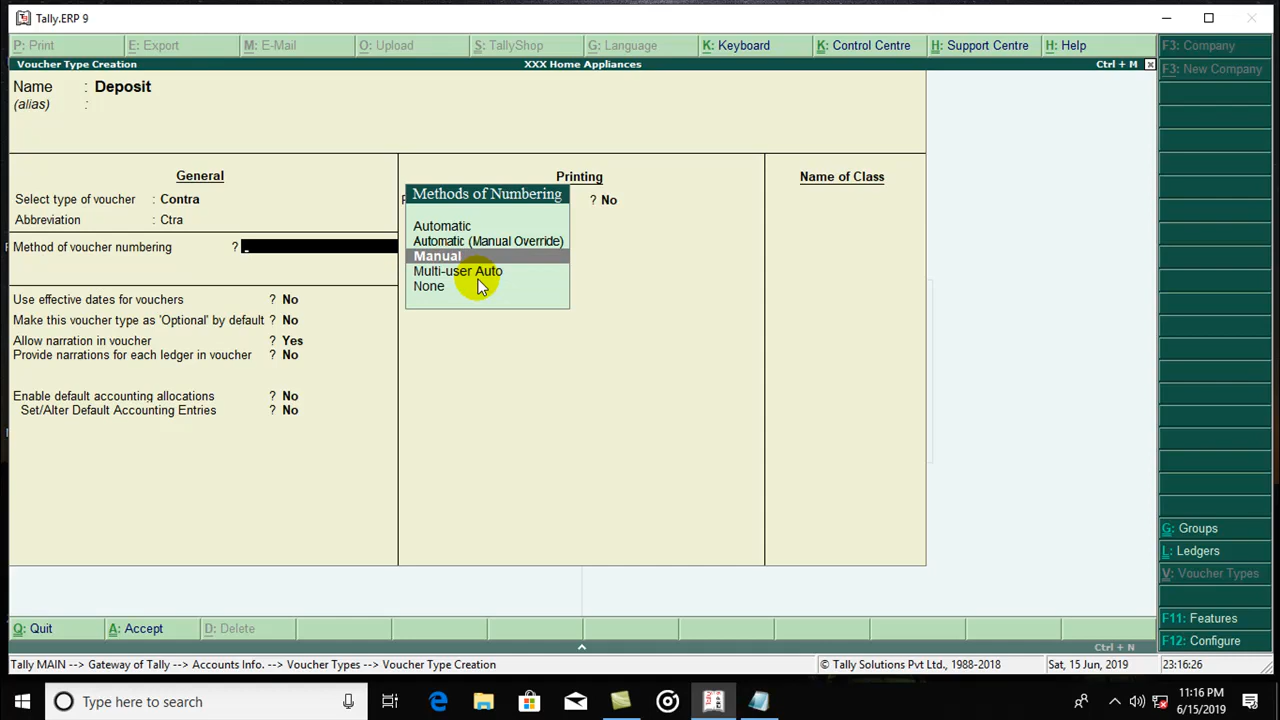 Tally.ERP 9
P: Print E: Export M: E-Mail O: Upload S: TallyShop G: Language K: Keyboard K: Control Centre H: Support Centre H: Help
F3: Company
F3: New Company
Voucher Type Creation XXX Home Appliances Ctrl + M
Name : Deposit
(alias) :
General
Printing
Name of Class
Select type of voucher : Contra
? No
Abbreviation : Ctra
Method of voucher numbering ?
Methods of Numbering
Automatic
Automatic (Manual Override)
Manual
Multi-user Auto
None
Use effective dates for vouchers ? No
Make this voucher type as 'Optional' by default ? No
Allow narration in voucher ? Yes
Provide narrations for each ledger in voucher ? No
Enable default accounting allocations ? No
Set/Alter Default Accounting Entries ? No
G: Groups
L: Ledgers
V: Voucher Types
F11: Features
F12: Configure
Q: Quit A: Accept D: Delete
Ctrl + N
Tally MAIN --> Gateway of Tally --> Accounts Info. --> Voucher Types --> Voucher Type Creation © Tally Solutions Pvt Ltd., 1988-2018 Sat, 15 Jun, 2019 23:16:26
Type here to search
11:16 PM
6/15/2019